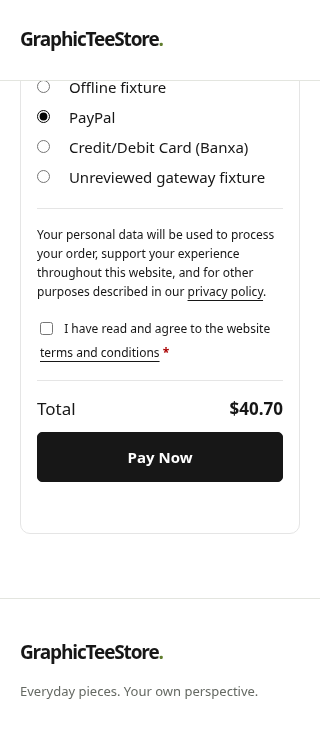 GraphicTeeStore.
Offline fixture
PayPal
Credit/Debit Card (Banxa)
Unreviewed gateway fixture
Your personal data will be used to process
your order, support your experience
throughout this website, and for other
purposes described in our privacy policy.
I have read and agree to the website
terms and conditions *
Total $40.70
Pay Now
GraphicTeeStore.
Everyday pieces. Your own perspective.